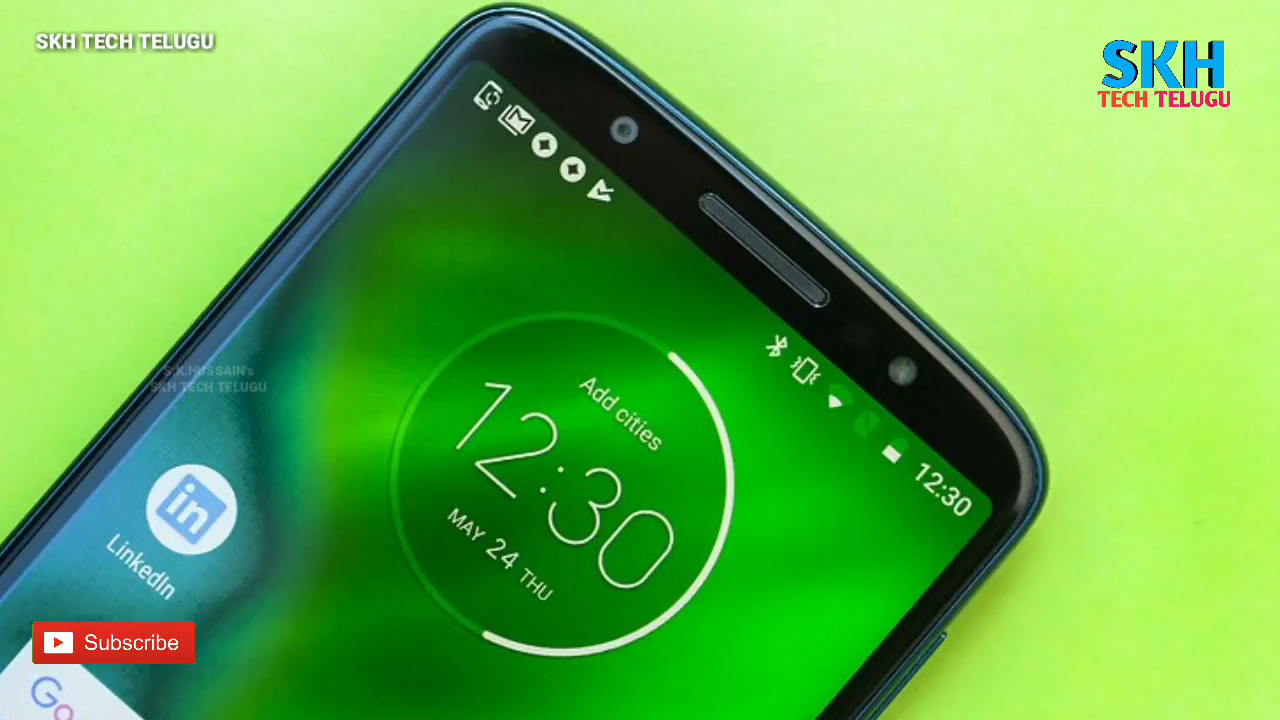 SKH TECH TELUGU
SKH
TECH TELUGU
12:30
Add cities
12:30
MAY 24 THU
S.K.HUSSAIN's
SKH TECH TELUGU
LinkedIn
Subscribe